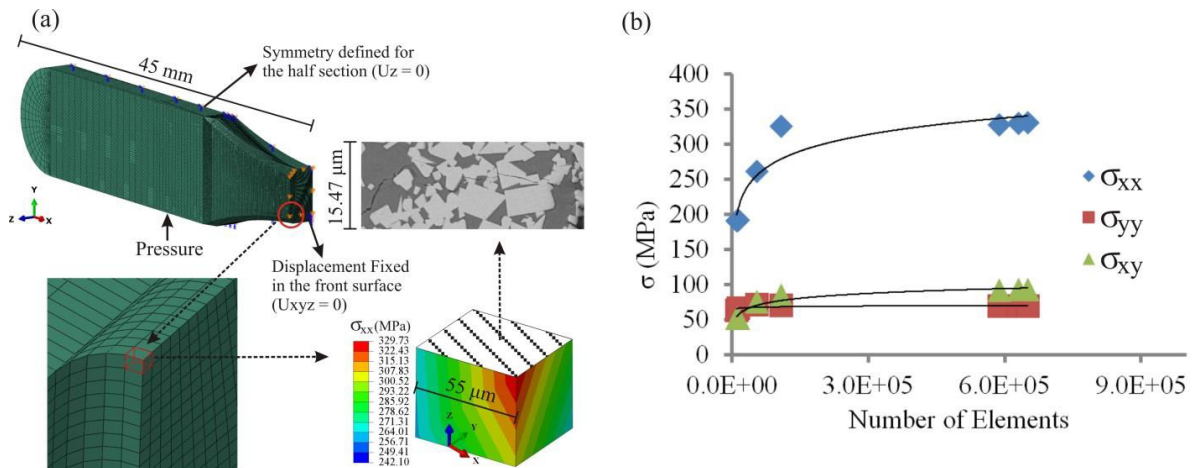 (a)
45 mm
Symmetry defined for
the half section (Uz = 0)
15.47 μm
Y
Z
X
Pressure
Displacement Fixed
in the front surface
(Uxyz = 0)
σxx (MPa)
329.73
322.43
315.13
307.83
300.52
293.22
285.92
278.62
271.31
264.01
256.71
249.41
242.10
55 μm
Z
Y
X
(b)
400
350
300
250
200
150
100
50
0
σ (MPa)
0.0E+00
3.0E+05
6.0E+05
9.0E+05
Number of Elements
σxx
σyy
σxy